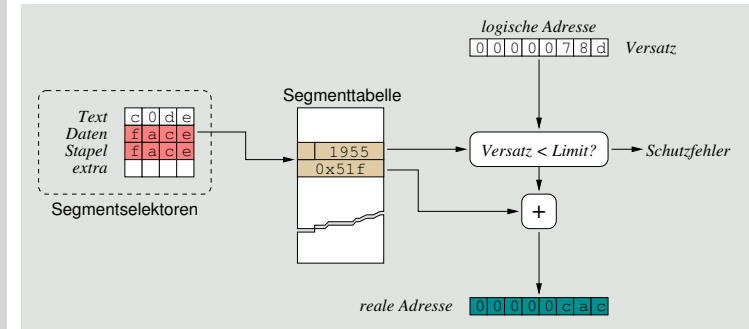 logische Adresse
0 0 0 0 0 7 8 d Versatz
Segmenttabelle
Text c 0 d e
Daten f a c e
Stapel f a c e
extra
Segmentselektoren
1955
0x51f
Versatz < Limit?
Schutzfehler
+
reale Adresse 0 0 0 0 0 c a c